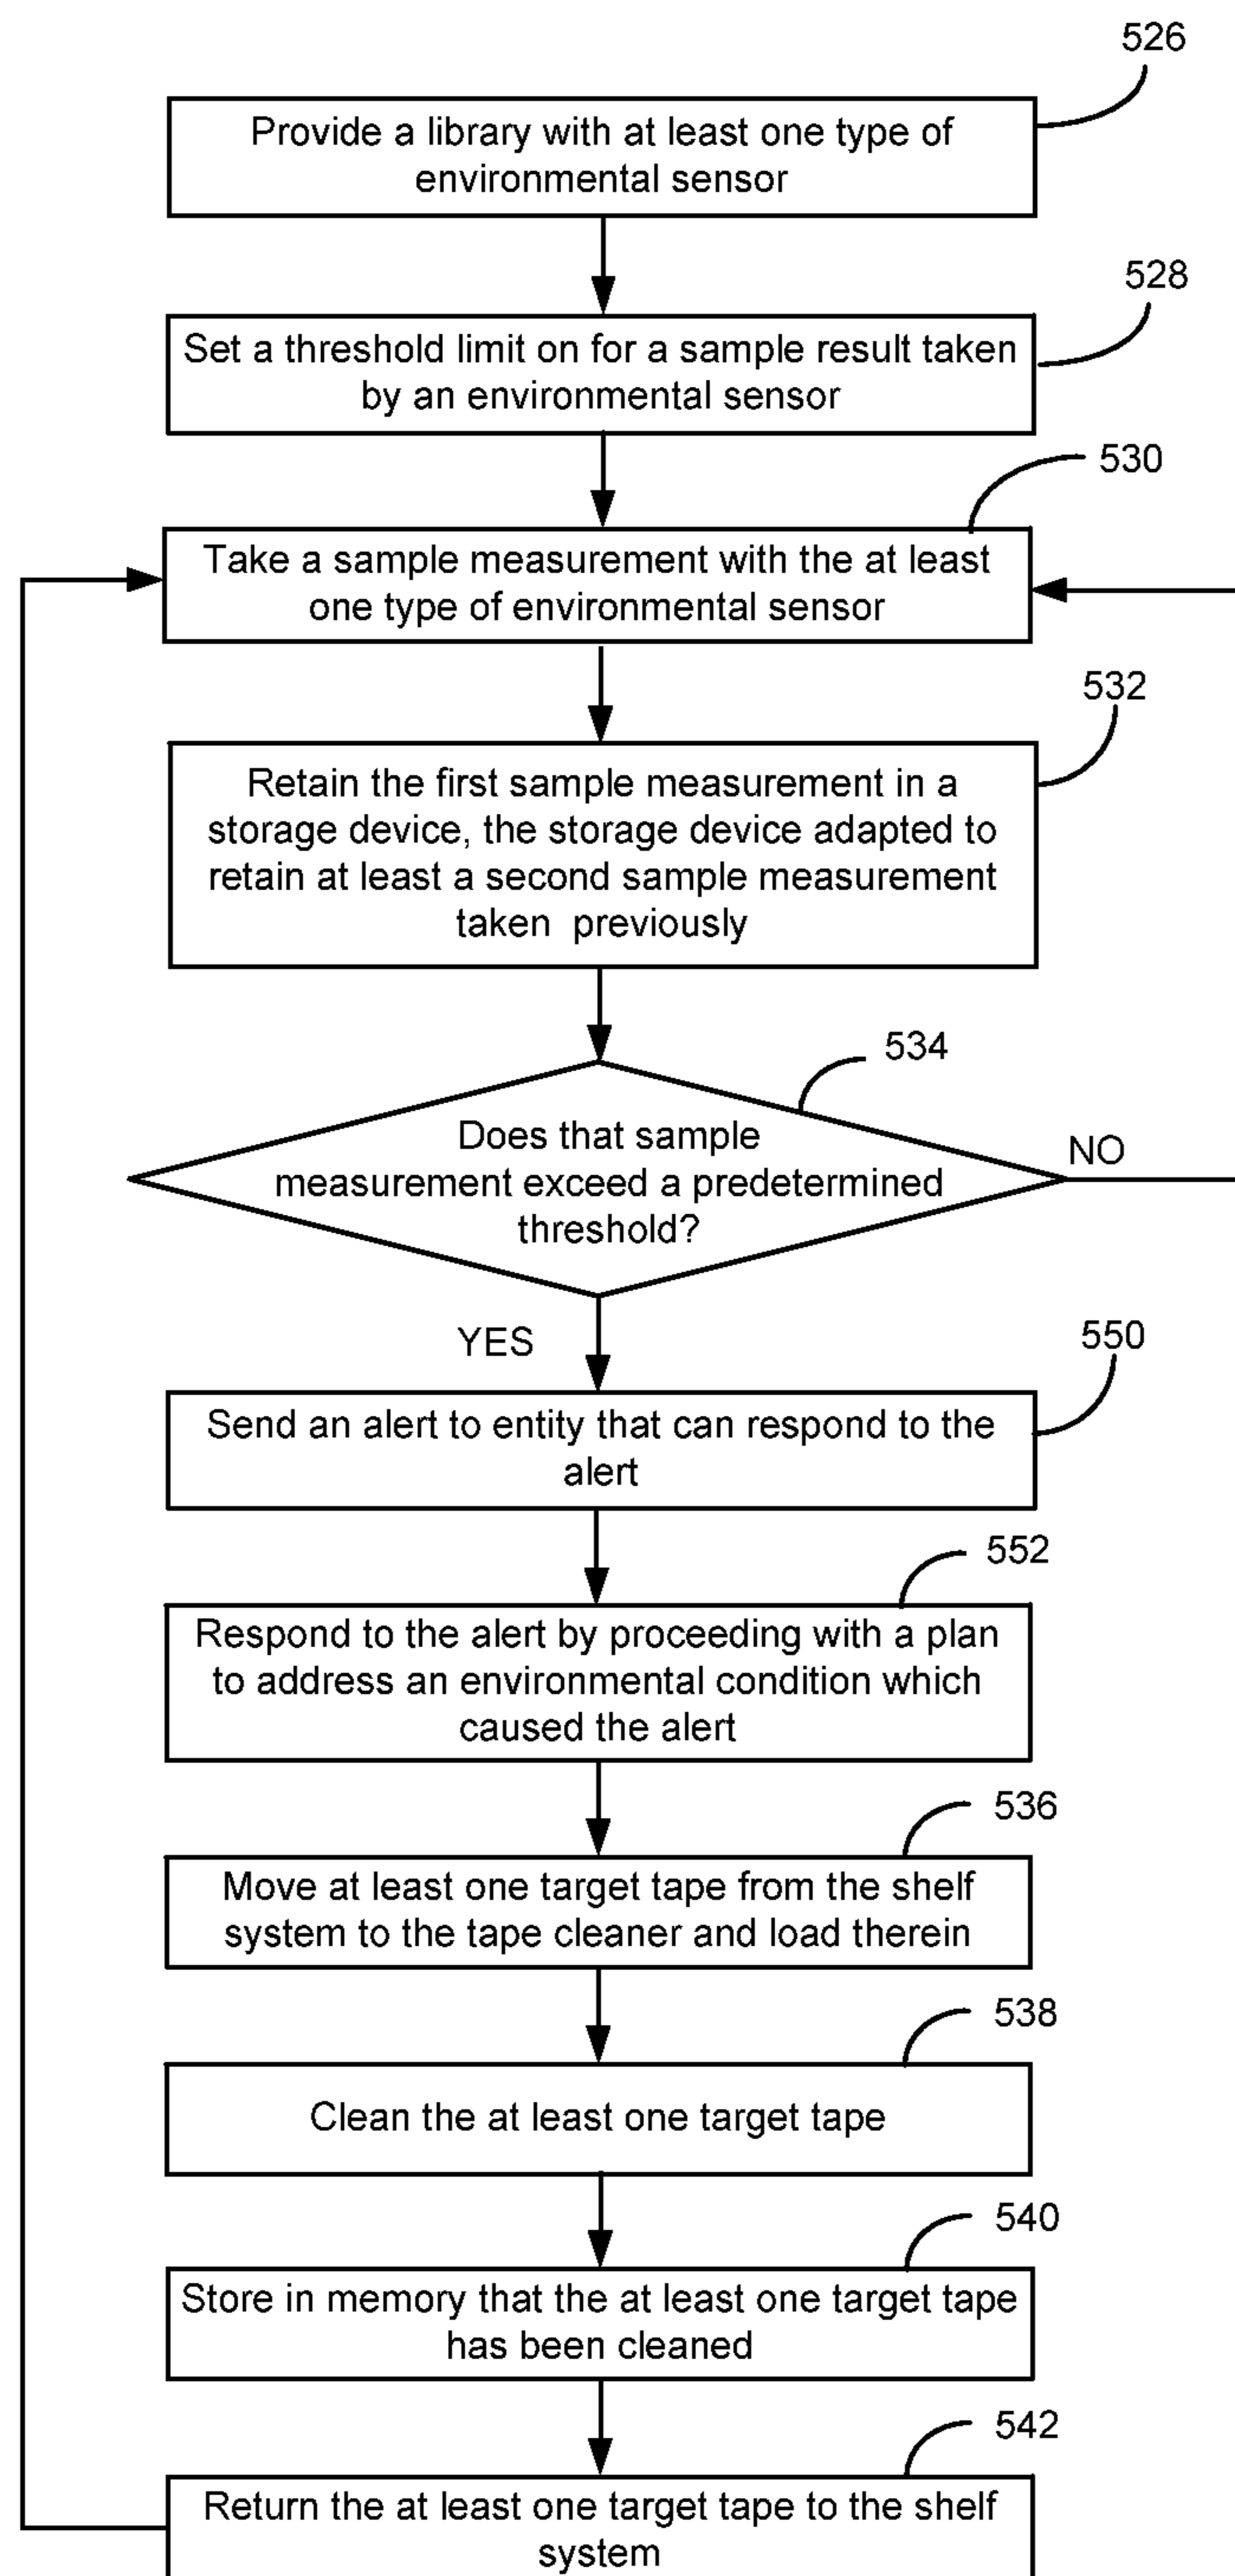 526
Provide a library with at least one type of
environmental sensor
528
Set a threshold limit on for a sample result taken
by an environmental sensor
530
Take a sample measurement with the at least
one type of environmental sensor
532
Retain the first sample measurement in a
storage device, the storage device adapted to
retain at least a second sample measurement
taken previously
534
Does that sample
measurement exceed a predetermined
threshold?
NO
YES
550
Send an alert to entity that can respond to the
alert
552
Respond to the alert by proceeding with a plan
to address an environmental condition which
caused the alert
536
Move at least one target tape from the shelf
system to the tape cleaner and load therein
538
Clean the at least one target tape
540
Store in memory that the at least one target tape
has been cleaned
542
Return the at least one target tape to the shelf
system